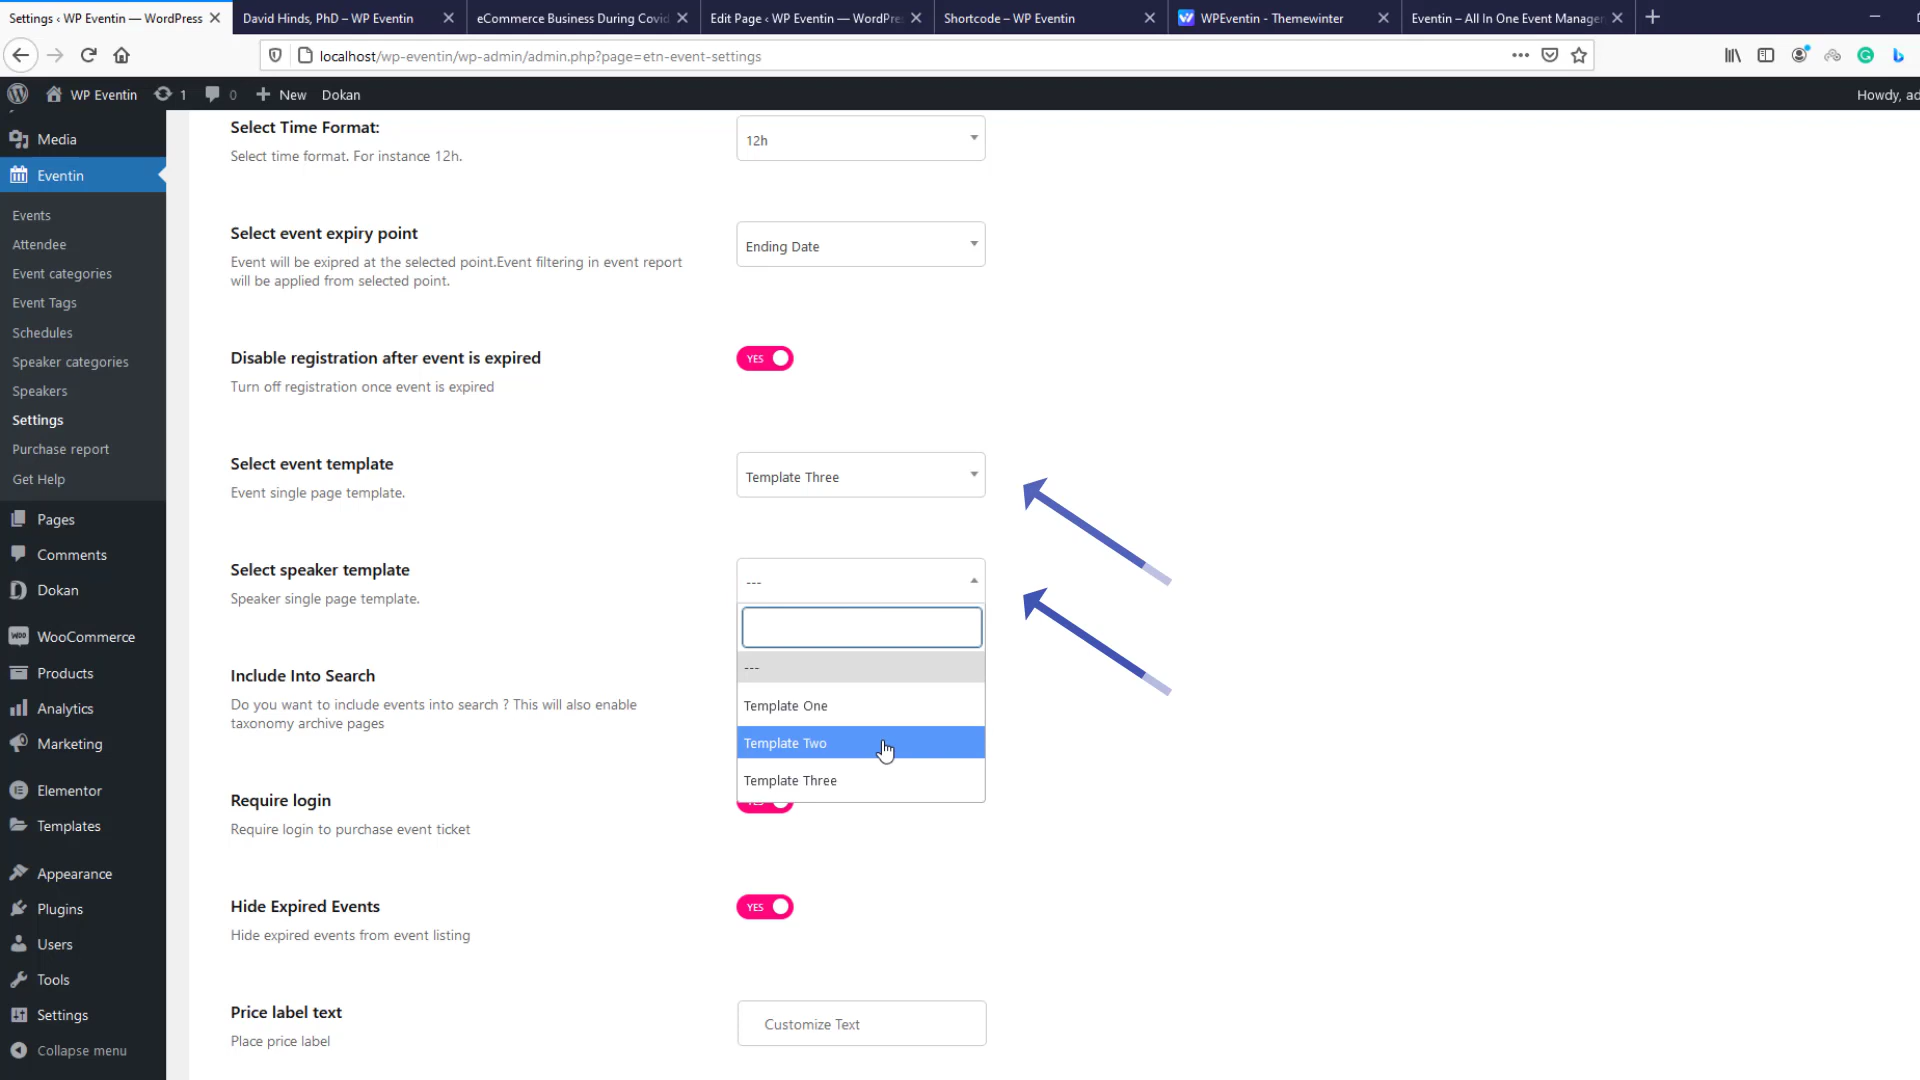 Settings ‹ WP Eventin — WordPress
David Hinds, PhD – WP Eventin
eCommerce Business During Covid
Edit Page ‹ WP Eventin — WordPres
Shortcode – WP Eventin
WPEventin - Themewinter
Eventin – All In One Event Manager
localhost/wp-eventin/wp-admin/admin.php?page=etn-event-settings
WP Eventin
1
0
New
Dokan
Howdy, ad
Media
Eventin
Events
Attendee
Event categories
Event Tags
Schedules
Speaker categories
Speakers
Settings
Purchase report
Get Help
Pages
Comments
Dokan
WooCommerce
Products
Analytics
Marketing
Elementor
Templates
Appearance
Plugins
Users
Tools
Settings
Collapse menu
Select Time Format:
Select time format. For instance 12h.
12h
Select event expiry point
Event will be exipred at the selected point.Event filtering in event report
will be applied from selected point.
Ending Date
Disable registration after event is expired
Turn off registration once event is expired
YES
Select event template
Event single page template.
Template Three
Select speaker template
Speaker single page template.
---
---
Template One
Template Two
Template Three
Include Into Search
Do you want to include events into search ? This will also enable
taxonomy archive pages
Require login
Require login to purchase event ticket
Hide Expired Events
Hide expired events from event listing
YES
Price label text
Place price label
Customize Text